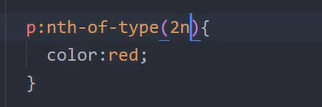 p:nth-of-type(2n){
color:red;
}